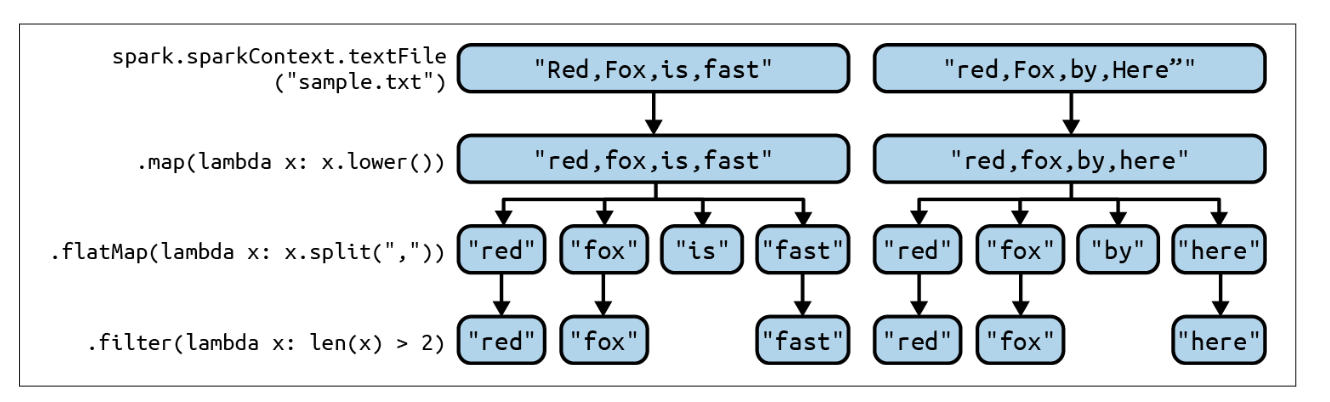 spark.sparkContext.textFile
("sample.txt")
"Red,Fox,is,fast" "red,Fox,by,Here”"
.map(lambda x: x.lower()) "red,fox,is,fast" "red,fox,by,here"
.flatMap(lambda x: x.split(",")) "red" "fox" "is" "fast" "red" "fox" "by" "here"
.filter(lambda x: len(x) > 2) "red" "fox" "fast" "red" "fox" "here"